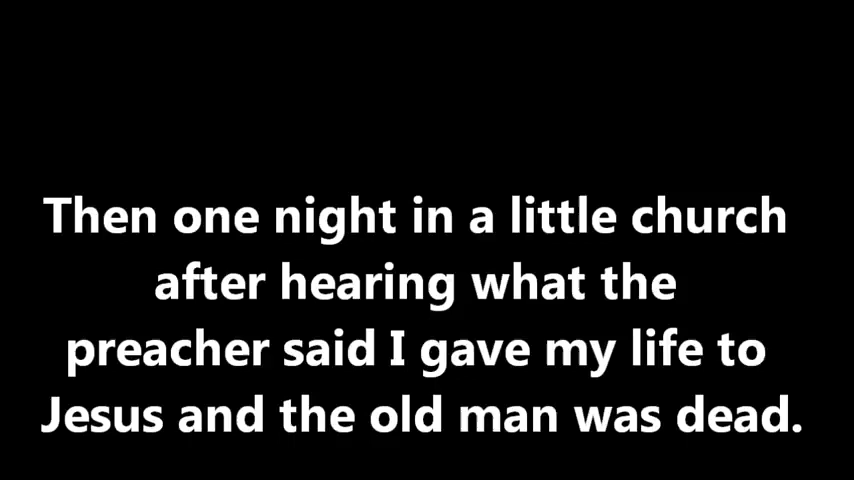 Then one night in a little church
after hearing what the
preacher said I gave my life to
Jesus and the old man was dead.